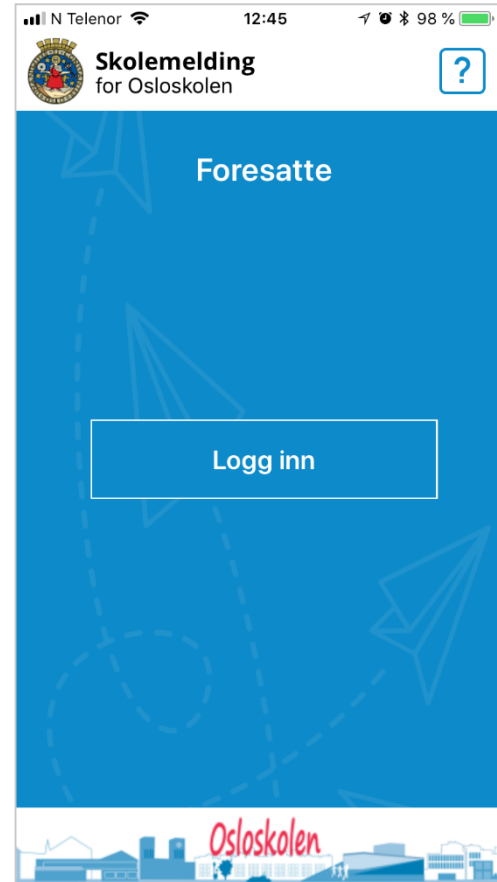 N Telenor 12:45 98 %
Skolemelding
for Osloskolen
?
Foresatte
Logg inn
Osloskolen